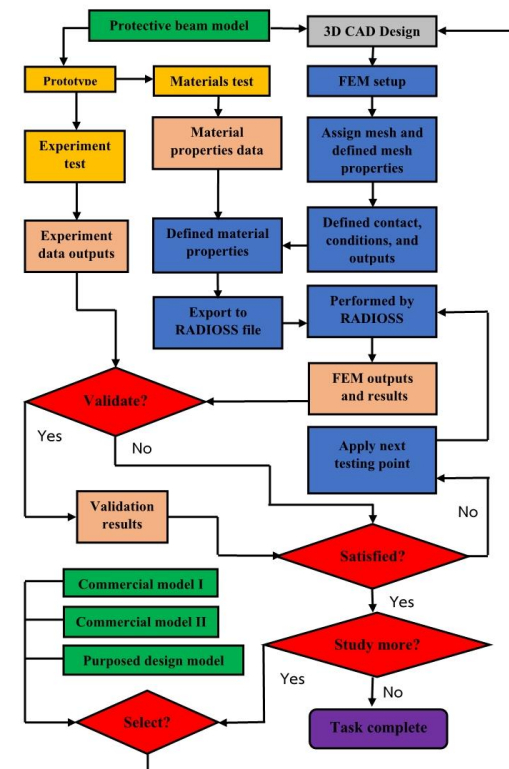 Protective beam model
3D CAD Design
Prototype
Materials test
FEM setup
Experiment
test
Material
properties data
Assign mesh and
defined mesh
properties
Experiment
data outputs
Defined material
properties
Defined contact,
conditions, and
outputs
Export to
RADIOSS file
Performed by
RADIOSS
Validate?
FEM outputs
and results
Yes
No
Apply next
testing point
Validation
results
No
Satisfied?
Commercial model I
Yes
Commercial model II
Study more?
Purposed design model
Yes
No
Select?
Task complete